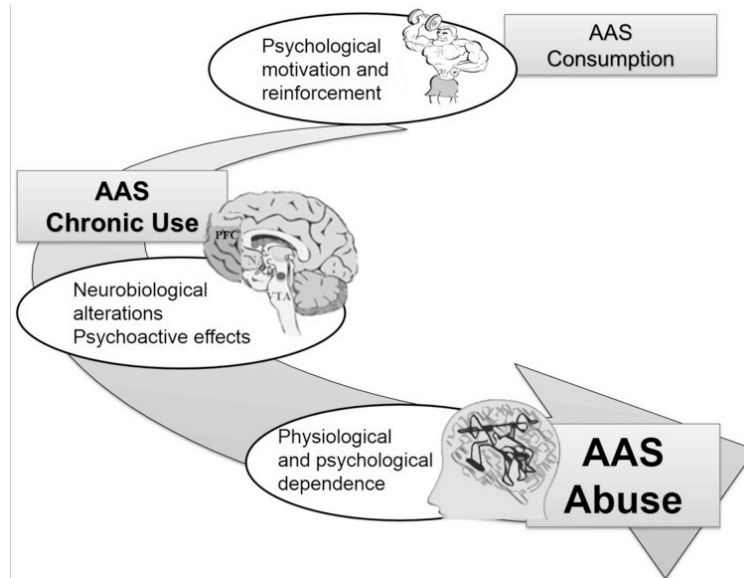 Psychological
motivation and
reinforcement
AAS
Consumption
AAS
Chronic Use
PFC
VTA
Neurobiological
alterations
Psychoactive effects
Physiological
and psychological
dependence
AAS
Abuse